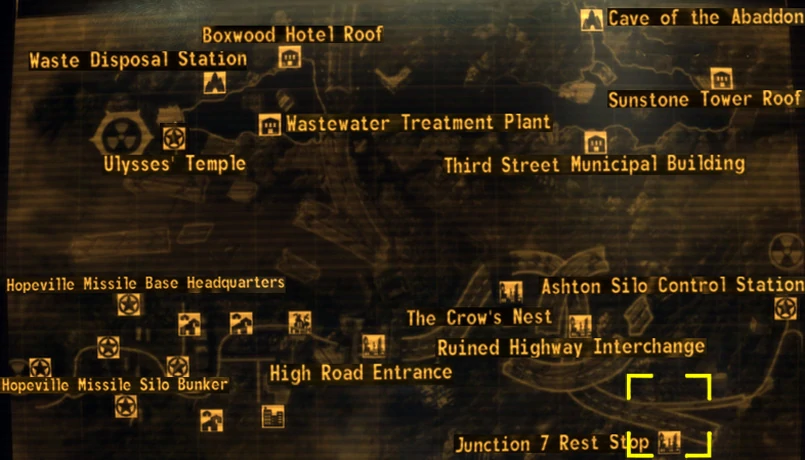 Cave of the Abaddon
Boxwood Hotel Roof
Waste Disposal Station
Sunstone Tower Roof
Wastewater Treatment Plant
Ulysses' Temple
Third Street Municipal Building
Hopeville Missile Base Headquarters
Ashton Silo Control Station
The Crow's Nest
Ruined Highway Interchange
High Road Entrance
Hopeville Missile Silo Bunker
Junction 7 Rest Stop